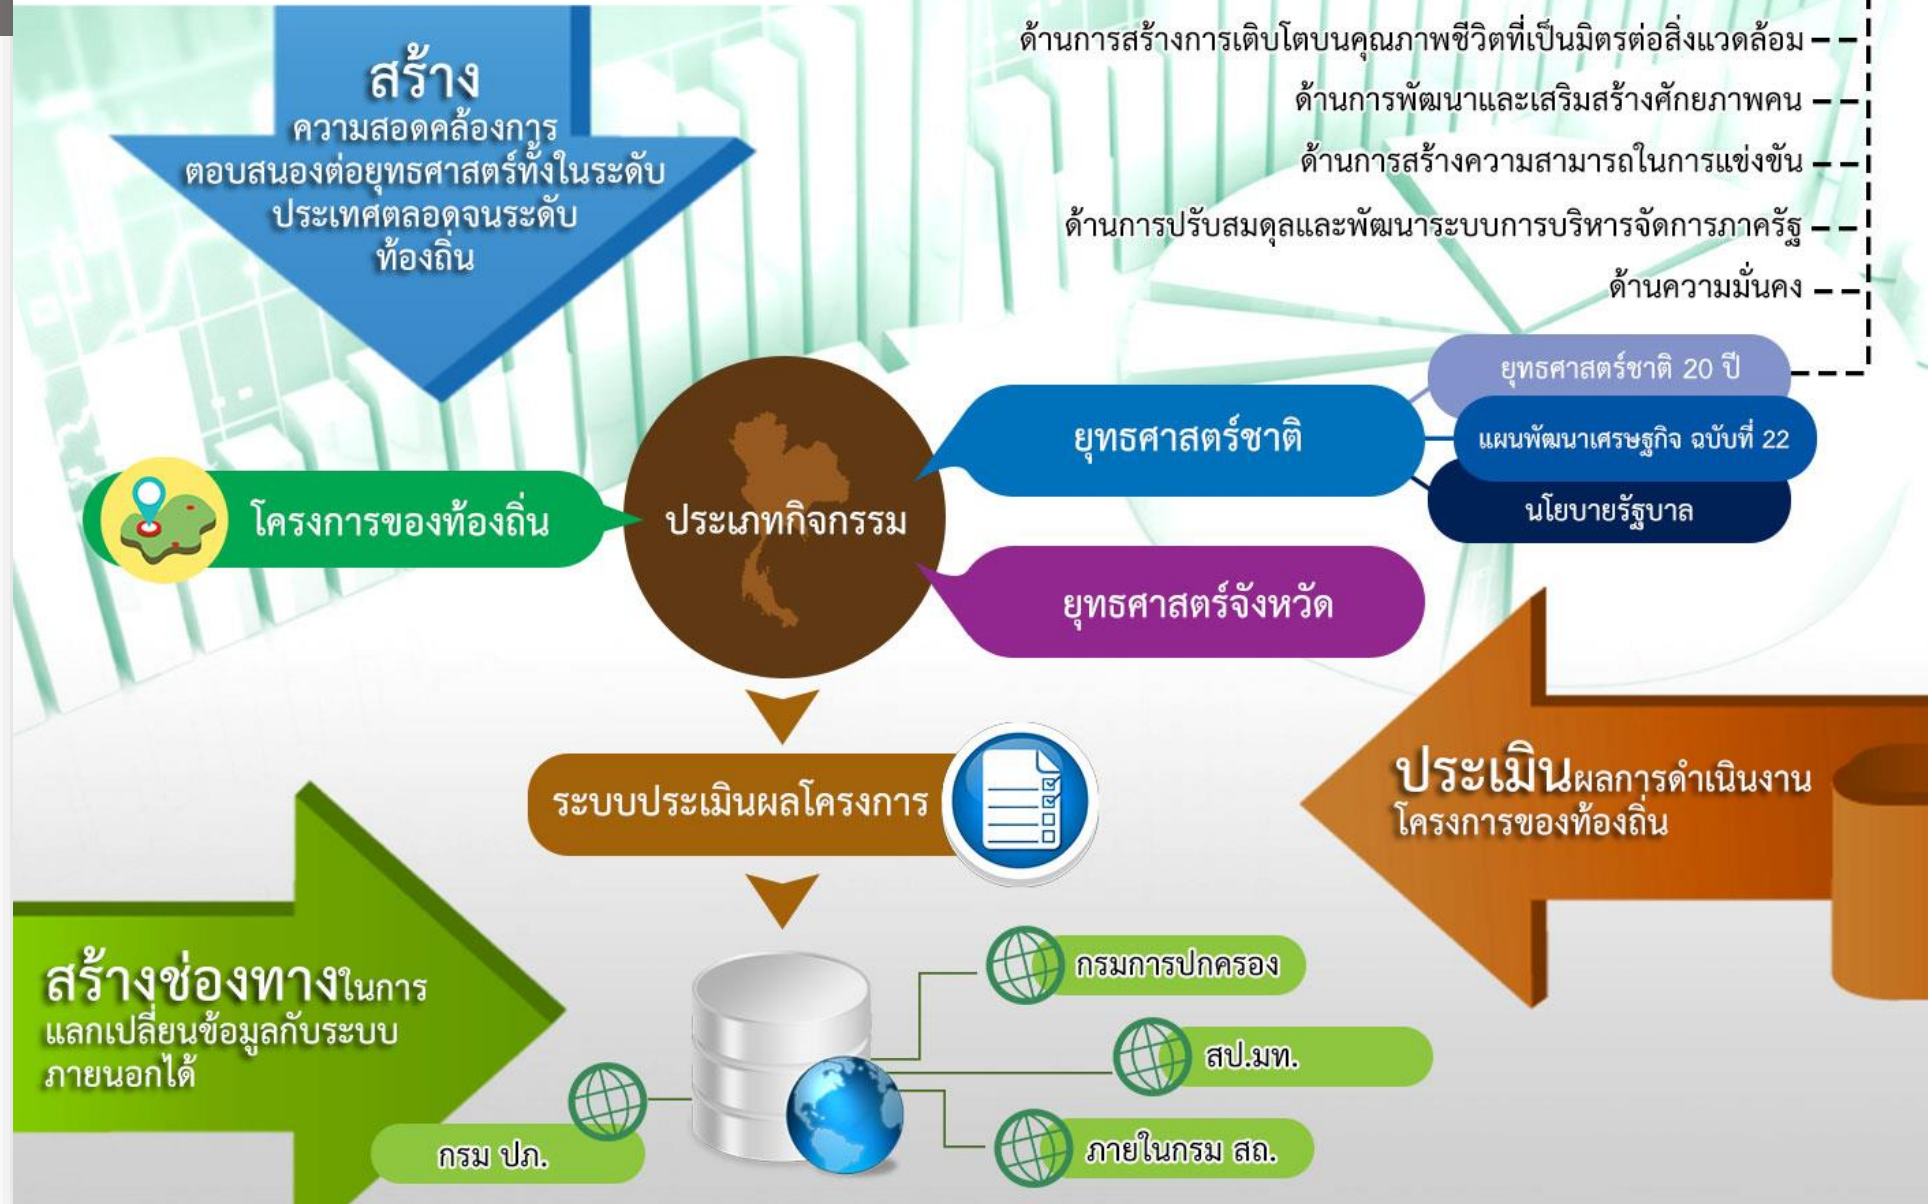 สร้าง
ความสอดคล้องการ
ตอบสนองต่อยุทธศาสตร์ทั้งในระดับ
ประเทศตลอดจนระดับ
ท้องถิ่น
ด้านการสร้างการเติบโตบนคุณภาพชีวิตที่เป็นมิตรต่อสิ่งแวดล้อม
ด้านการพัฒนาและเสริมสร้างศักยภาพคน
ด้านการสร้างความสามารถในการแข่งขัน
ด้านการปรับสมดุลและพัฒนาระบบการบริหารจัดการภาครัฐ
ด้านความมั่นคง
ยุทธศาสตร์ชาติ 20 ปี
ยุทธศาสตร์ชาติ
แผนพัฒนาเศรษฐกิจ ฉบับที่ 22
นโยบายรัฐบาล
โครงการของท้องถิ่น
ประเภทกิจกรรม
ยุทธศาสตร์จังหวัด
ระบบประเมินผลโครงการ
ประเมินผลการดำเนินงาน
โครงการของท้องถิ่น
สร้างช่องทางในการ
แลกเปลี่ยนข้อมูลกับระบบ
ภายนอกได้
กรมการปกครอง
สป.มท.
กรม ปภ.
ภายในกรม สถ.